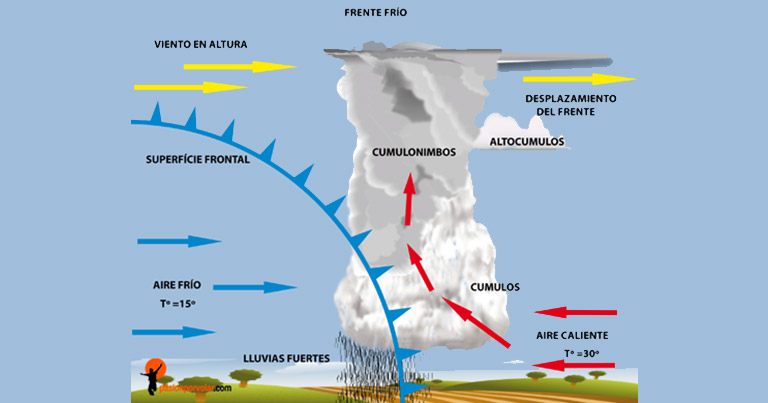 FRENTE FRÍO
VIENTO EN ALTURA
DESPLAZAMIENTO
DEL FRENTE
ALTOCUMULOS
CUMULONIMBOS
SUPERFÍCIE FRONTAL
AIRE FRÍO
Tº =15º
CUMULOS
AIRE CALIENTE
Tº =30º
LLUVIAS FUERTES